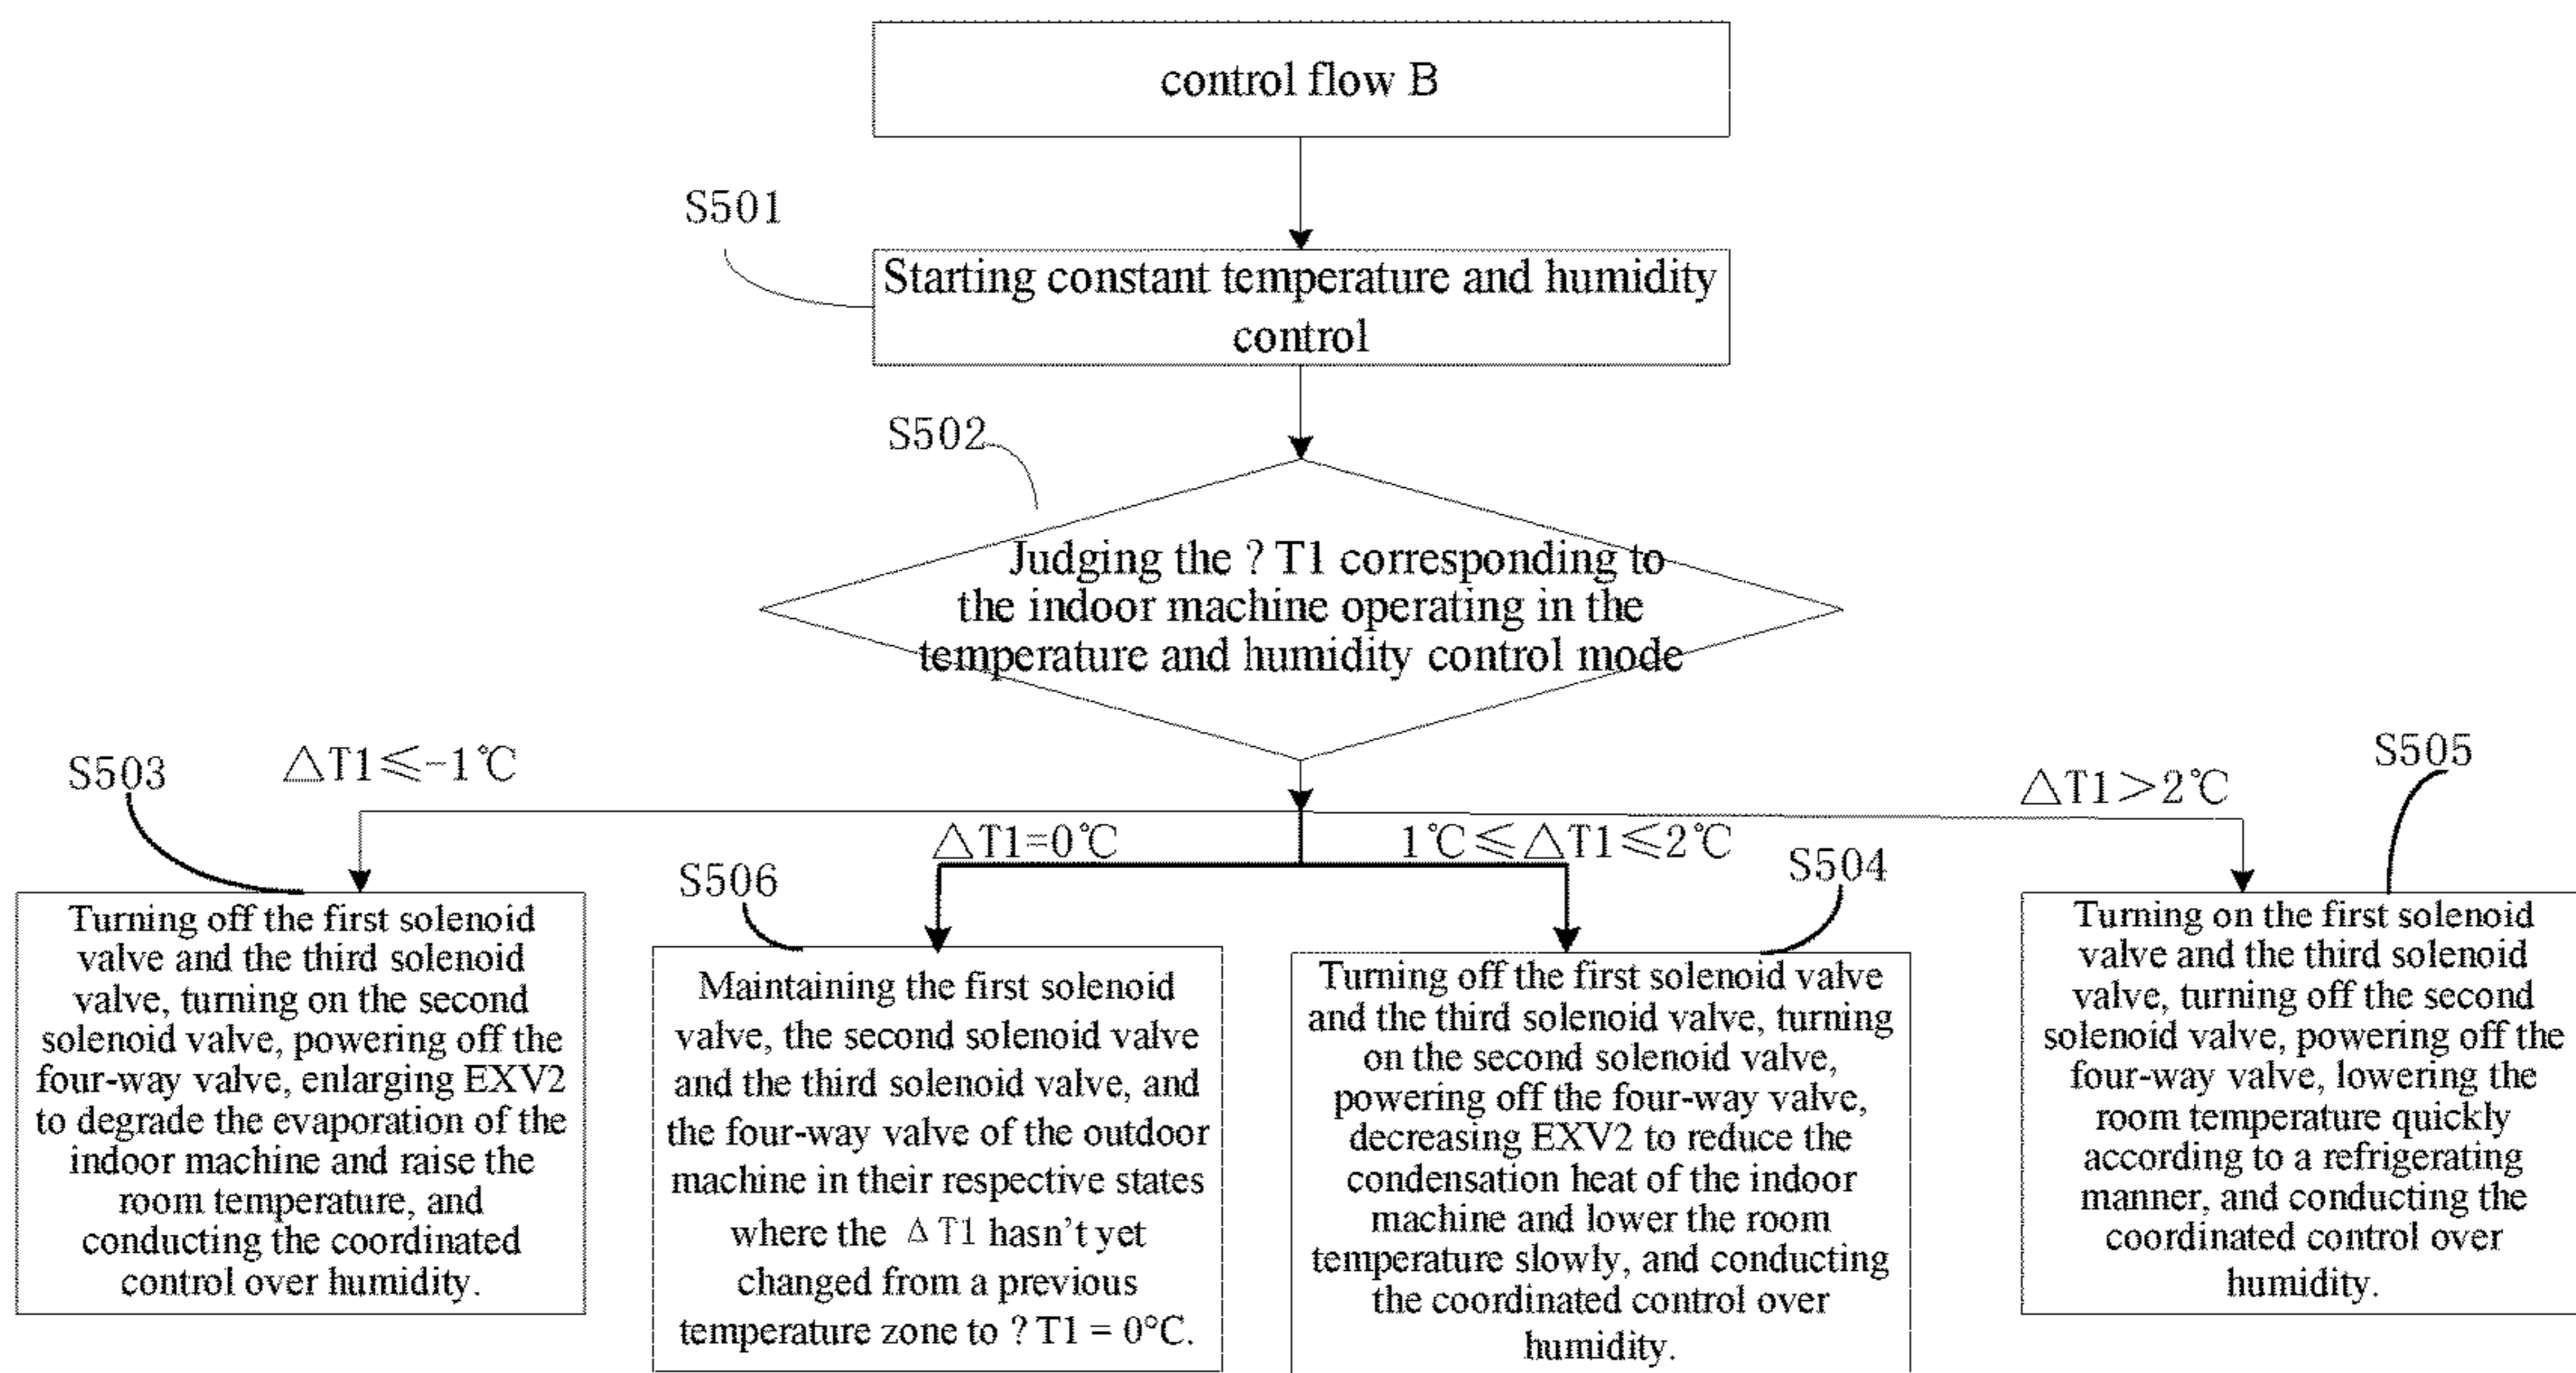 control flow B
S501
Starting constant temperature and humidity
control
S502
Judging the ? T1 corresponding to
the indoor machine operating in the
temperature and humidity control mode
S503
△T1≤-1℃
△T1=0℃
1℃≤△T1≤2℃
△T1>2℃
S505
S506
S504
Turning off the first solenoid
valve and the third solenoid
valve, turning on the second
solenoid valve, powering off the
four-way valve, enlarging EXV2
to degrade the evaporation of the
indoor machine and raise the
room temperature, and
conducting the coordinated
control over humidity.
Maintaining the first solenoid
valve, the second solenoid valve
and the third solenoid valve, and
the four-way valve of the outdoor
machine in their respective states
where the Δ T1 hasn't yet
changed from a previous
temperature zone to ? T1 = 0°C.
Turning off the first solenoid valve
and the third solenoid valve, turning
on the second solenoid valve,
powering off the four-way valve,
decreasing EXV2 to reduce the
condensation heat of the indoor
machine and lower the room
temperature slowly, and conducting
the coordinated control over
humidity.
Turning on the first solenoid
valve and the third solenoid
valve, turning off the second
solenoid valve, powering off the
four-way valve, lowering the
room temperature quickly
according to a refrigerating
manner, and conducting the
coordinated control over
humidity.